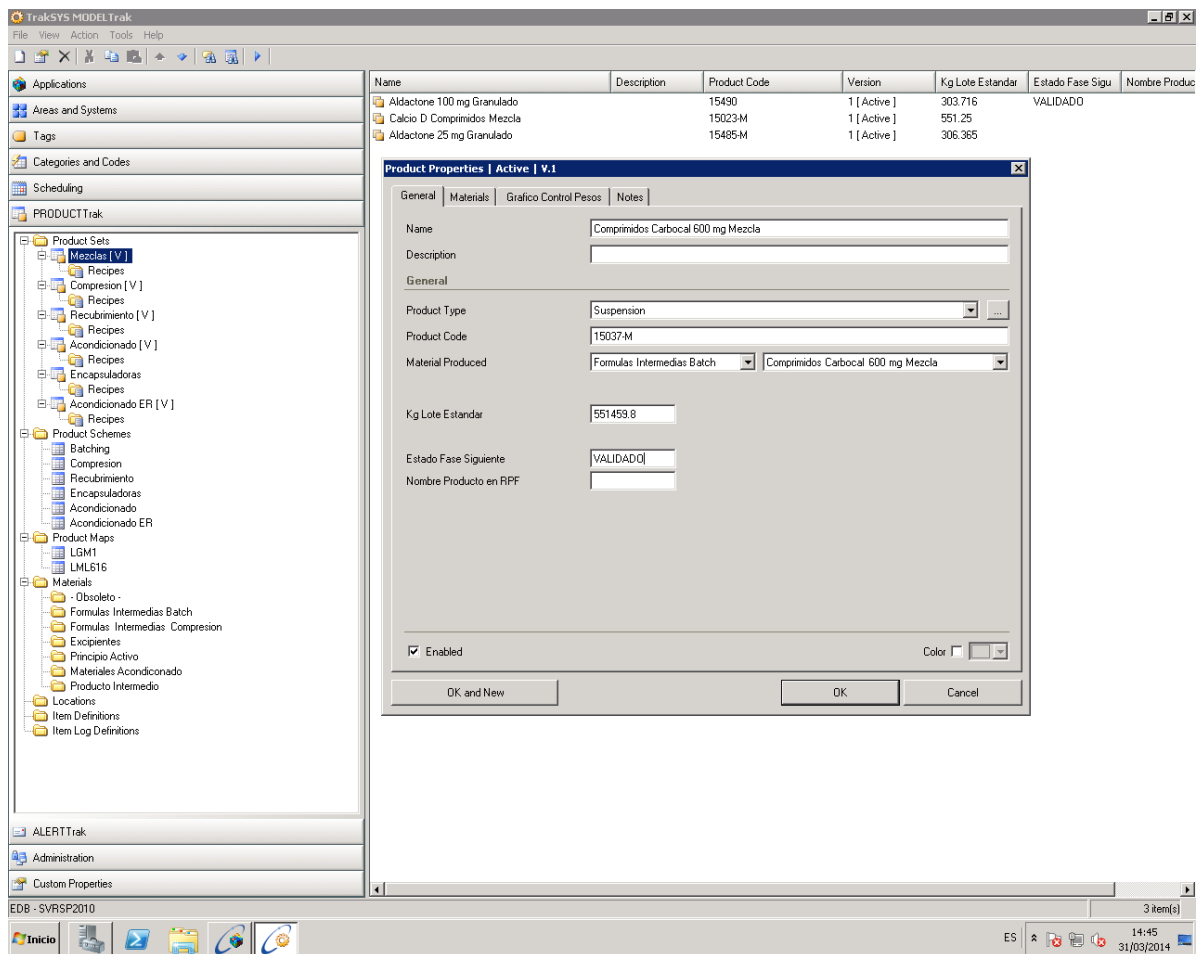 TrakSYS MODELTrak
File View Action Tools Help
Applications
Areas and Systems
Tags
Categories and Codes
Scheduling
PRODUCTTrak
Product Sets
Mezclas [ V ]
Recipes
Compresion [ V ]
Recipes
Recubrimiento [ V ]
Recipes
Acondicionado [ V ]
Recipes
Encapsuladoras
Recipes
Acondicionado ER [ V ]
Recipes
Product Schemes
Batching
Compresion
Recubrimiento
Encapsuladoras
Acondicionado
Acondicionado ER
Product Maps
LGM1
LML616
Materials
- Obsoleto -
Formulas Intermedias Batch
Formulas Intermedias Compresion
Excipientes
Principio Activo
Materiales Acondiconado
Producto Intermedio
Locations
Item Definitions
Item Log Definitions
ALERTTrak
Administration
Custom Properties
Name Description Product Code Version Kg Lote Estandar Estado Fase Sigu Nombre Produc
Aldactone 100 mg Granulado 15490 1 [ Active ] 303.716 VALIDADO
Calcio D Comprimidos Mezcla 15023-M 1 [ Active ] 551.25
Aldactone 25 mg Granulado 15485-M 1 [ Active ] 306.365
Product Properties | Active | V.1
General Materials Grafico Control Pesos Notes
Name Comprimidos Carbocal 600 mg Mezcla
Description
General
Product Type Suspension ...
Product Code 15037-M
Material Produced Formulas Intermedias Batch Comprimidos Carbocal 600 mg Mezcla
Kg Lote Estandar 551459.8
Estado Fase Siguiente VALIDADO
Nombre Producto en RPF
Enabled Color
OK and New OK Cancel
EDB - SVRSP2010 3 item(s)
Inicio ES 14:45
31/03/2014